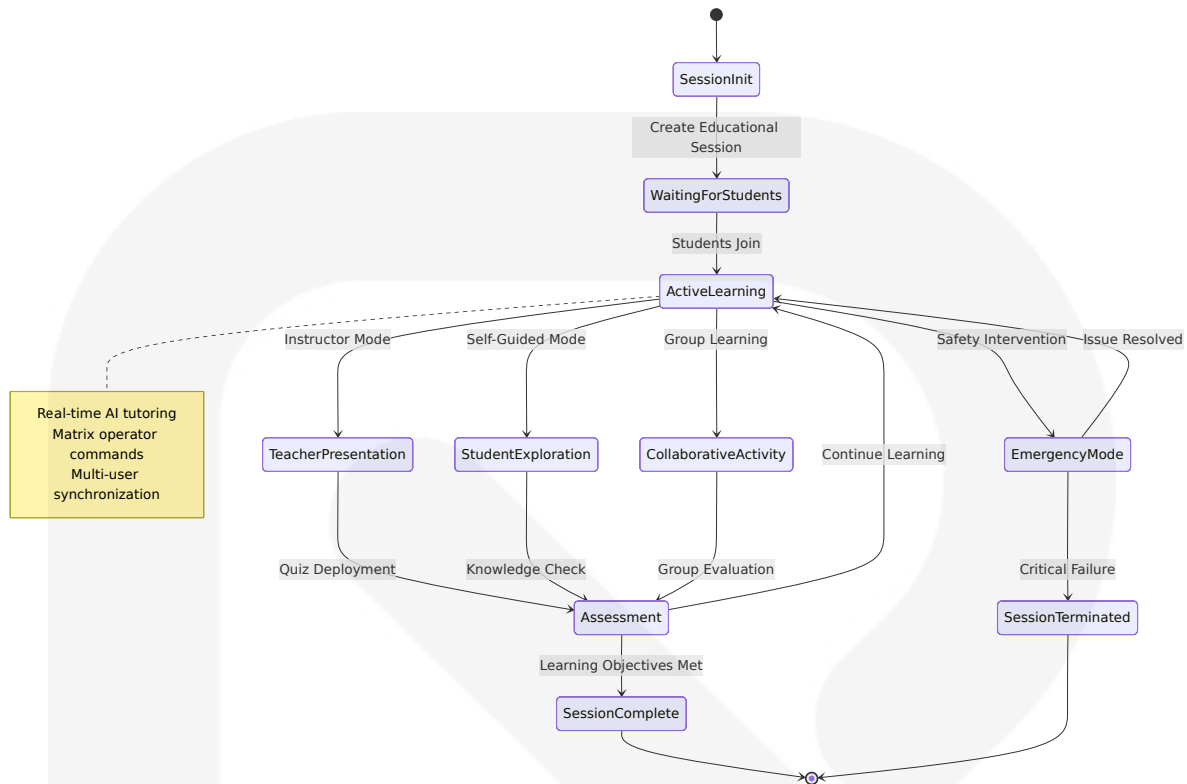 SessionInit
Create Educational
Session
WaitingForStudents
Students Join
ActiveLearning
Instructor Mode
Self-Guided Mode
Group Learning
Safety Intervention
Issue Resolved
Real-time AI tutoring
Matrix operator
commands
Multi-user
synchronization
TeacherPresentation
StudentExploration
CollaborativeActivity
Continue Learning
EmergencyMode
Quiz Deployment
Knowledge Check
Group Evaluation
Critical Failure
Assessment
SessionTerminated
Learning Objectives Met
SessionComplete